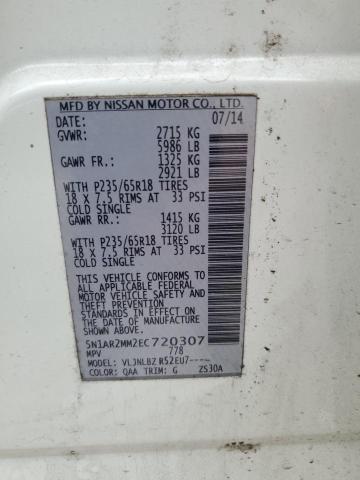 MFD BY NISSAN MOTOR CO., LTD.
DATE: 07/14
GVWR: 2715 KG
5986 LB
GAWR FR.: 1325 KG
2921 LB
WITH P235/65R18 TIRES
18 X 7.5 RIMS AT 33 PSI
COLD SINGLE
GAWR RR.: 1415 KG
3120 LB
WITH P235/65R18 TIRES
18 X 7.5 RIMS AT 33 PSI
COLD SINGLE
THIS VEHICLE CONFORMS TO
ALL APPLICABLE FEDERAL
MOTOR VEHICLE SAFETY
STANDARDS IN EFFECT ON
THE DATE OF MANUFACTURE
SHOWN ABOVE.
5N1AR2MM2EC720307
MPV 778
MODEL: VLJNLBZ R52EU7----
COLOR: QAA TRIM: G ZS30A